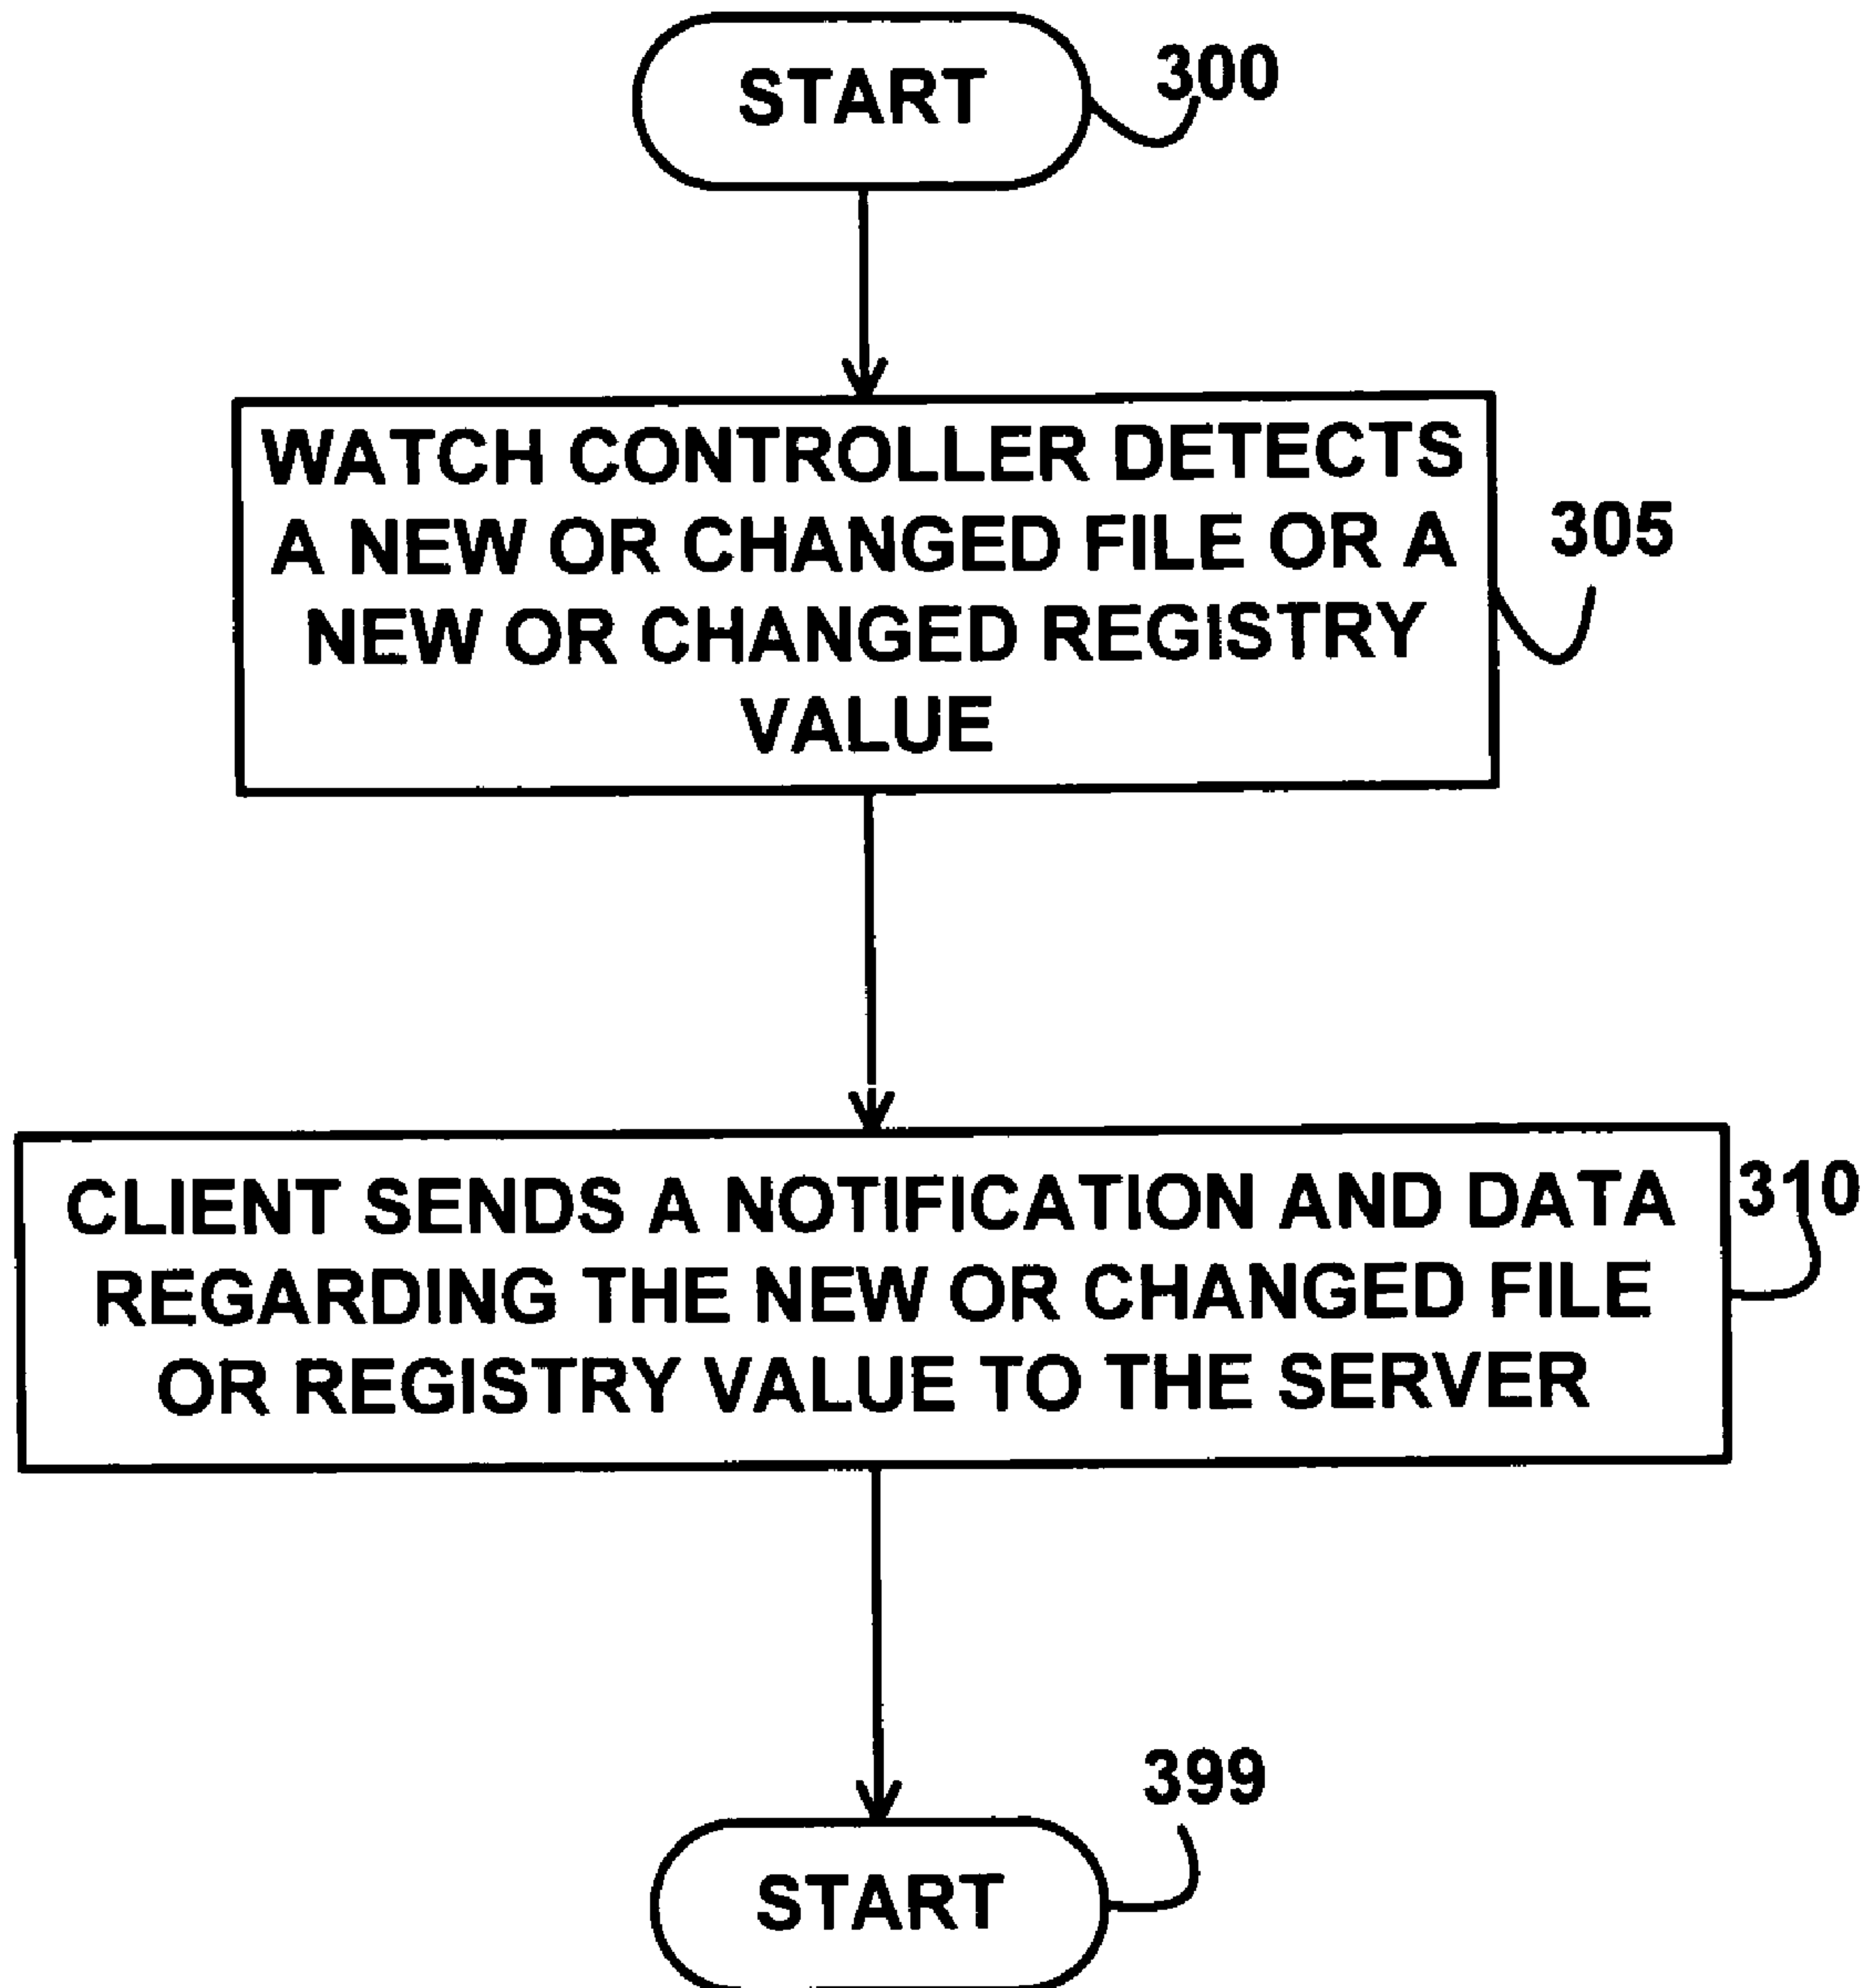 START
300
WATCH CONTROLLER DETECTS
A NEW OR CHANGED FILE OR A
NEW OR CHANGED REGISTRY
VALUE
305
CLIENT SENDS A NOTIFICATION AND DATA
REGARDING THE NEW OR CHANGED FILE
OR REGISTRY VALUE TO THE SERVER
310
399
START